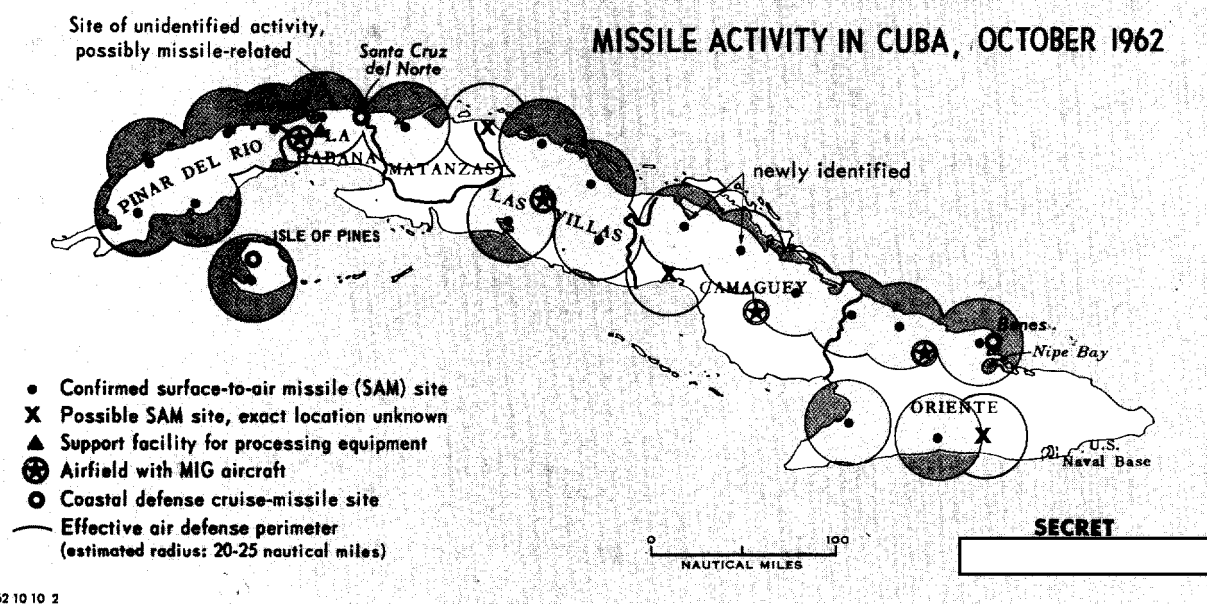 Site of unidentified activity,
possibly missile-related
Santa Cruz
del Norte
MISSILE ACTIVITY IN CUBA, OCTOBER 1962
PINAR DEL RIO
LA
HABANA
MATANZAS
newly identified
LAS VILLAS
ISLE OF PINES
CAMAGUEY
Banes
Nipe Bay
ORIENTE
U.S.
Naval Base
• Confirmed surface-to-air missile (SAM) site
X Possible SAM site, exact location unknown
▲ Support facility for processing equipment
Airfield with MIG aircraft
Coastal defense cruise-missile site
Effective air defense perimeter
(estimated radius: 20-25 nautical miles)
0 100
NAUTICAL MILES
SECRET
62 10 10 2